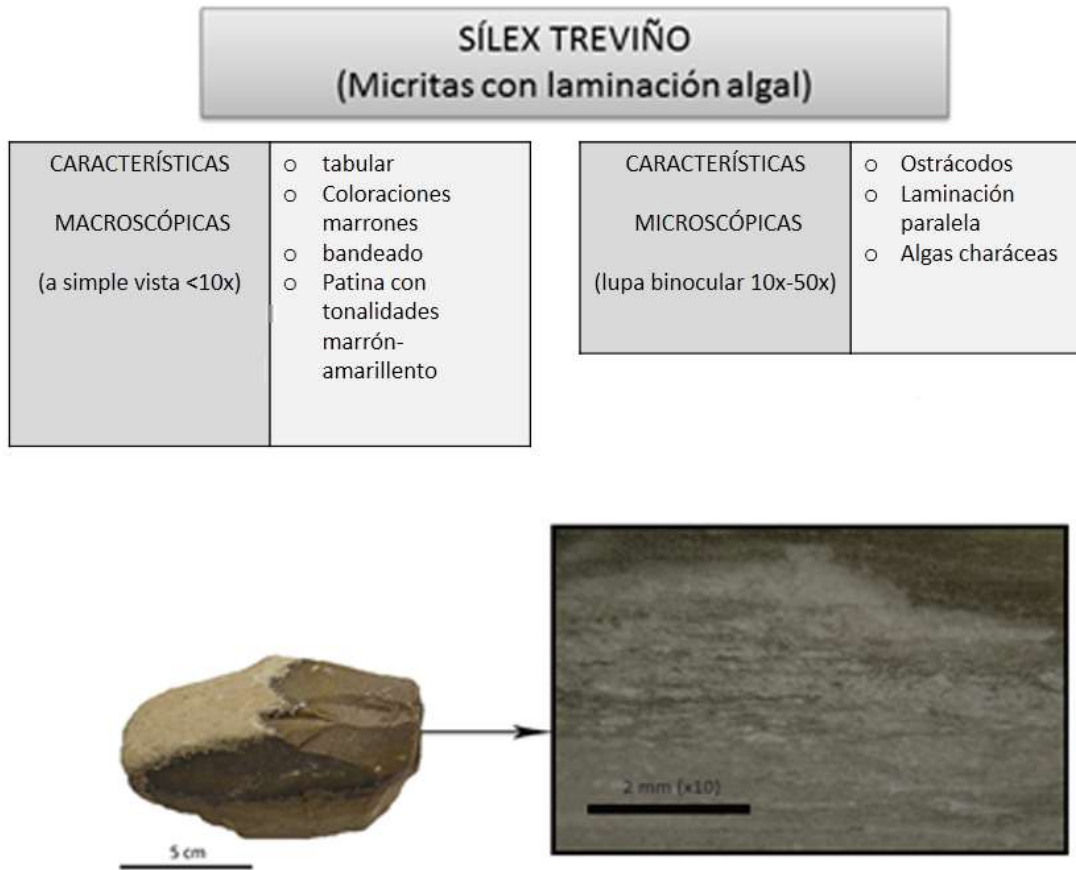 SÍLEX TREVIÑO
(Micritas con laminación algal)
CARACTERÍSTICAS
MACROSCÓPICAS
(a simple vista <10x)
o tabular
o Coloraciones
marrones
o bandeado
o Patina con
tonalidades
marrón-
amarillento
CARACTERÍSTICAS
MICROSCÓPICAS
(lupa binocular 10x-50x)
o Ostrácodos
o Laminación
paralela
o Algas charáceas
5 cm
2 mm (x10)